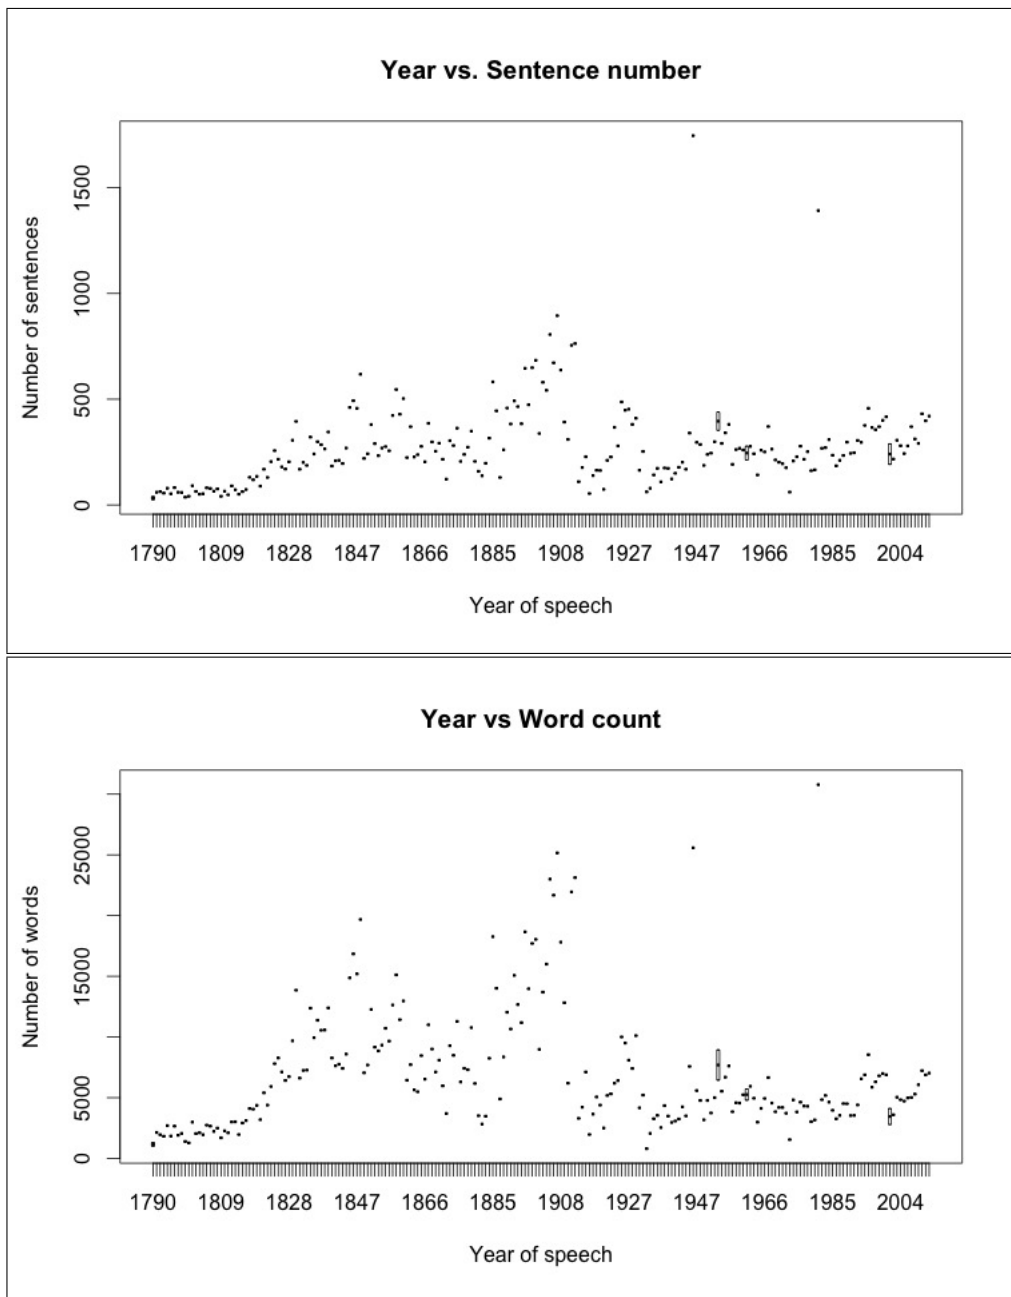 Year vs. Sentence number
Number of sentences
1500
1000
500
0
1790 1809 1828 1847 1866 1885 1908 1927 1947 1966 1985 2004
Year of speech
Year vs Word count
Number of words
25000
15000
5000
0
1790 1809 1828 1847 1866 1885 1908 1927 1947 1966 1985 2004
Year of speech